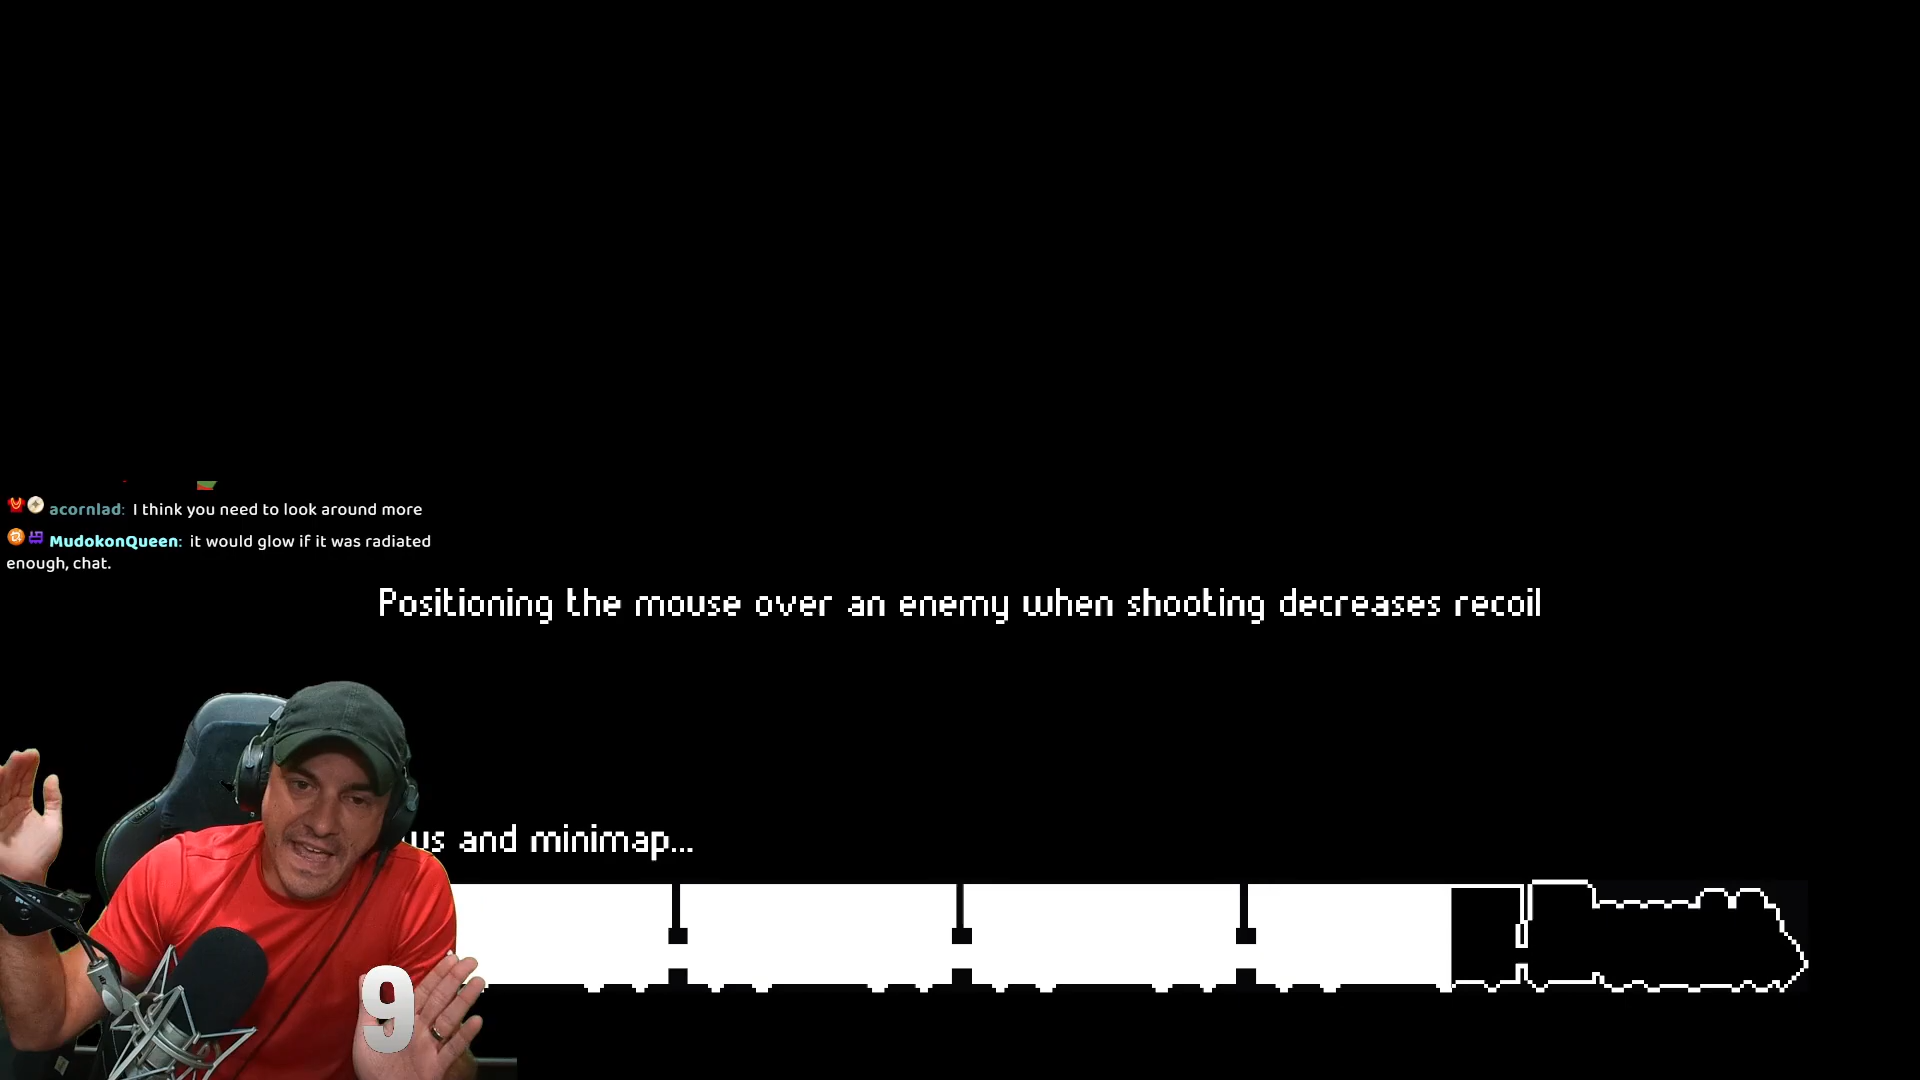 acornlad: I think you need to look around more
MudokonQueen: it would glow if it was radiated
enough, chat.
Positioning the mouse over an enemy when shooting decreases recoil
and minimap...
9